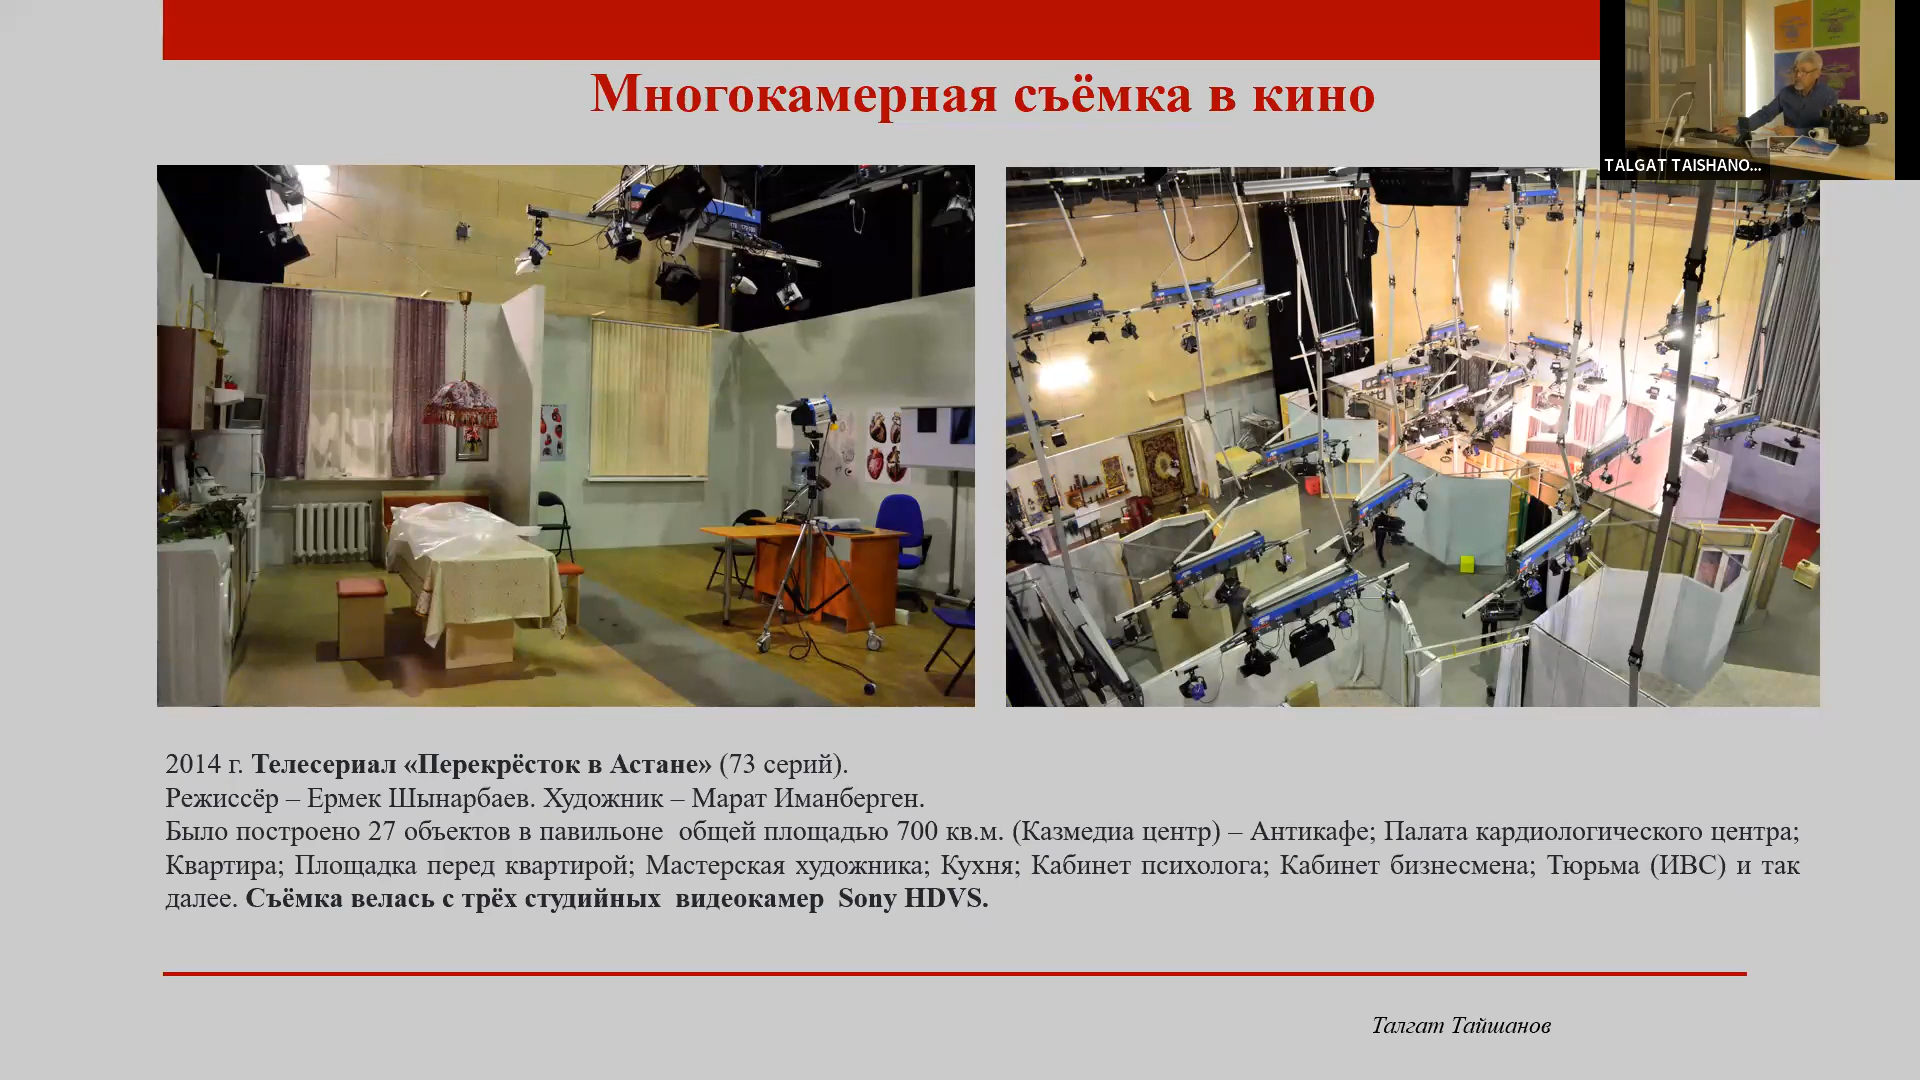 Многокамерная съёмка в кино
TALGAT TAISHANO...
2014 г. Телесериал «Перекрёсток в Астане» (73 серий).
Режиссёр – Ермек Шынарбаев. Художник – Марат Иманберген.
Было построено 27 объектов в павильоне общей площадью 700 кв.м. (Казмедиа центр) – Антикафе; Палата кардиологического центра;
Квартира; Площадка перед квартирой; Мастерская художника; Кухня; Кабинет психолога; Кабинет бизнесмена; Тюрьма (ИВС) и так
далее. Съёмка велась с трёх студийных видеокамер Sony HDVS.
Талгат Тайшанов